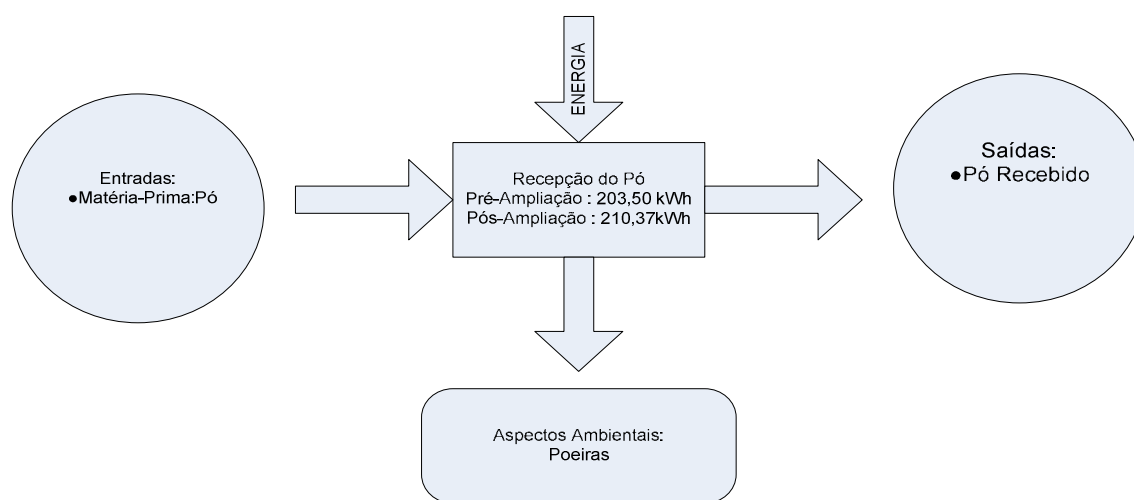 ENERGIA
Entradas:
•Matéria-Prima:Pó
Recepção do Pó
Pré-Ampliação : 203,50 kWh
Pós-Ampliação : 210,37kWh
Saídas:
•Pó Recebido
Aspectos Ambientais:
Poeiras